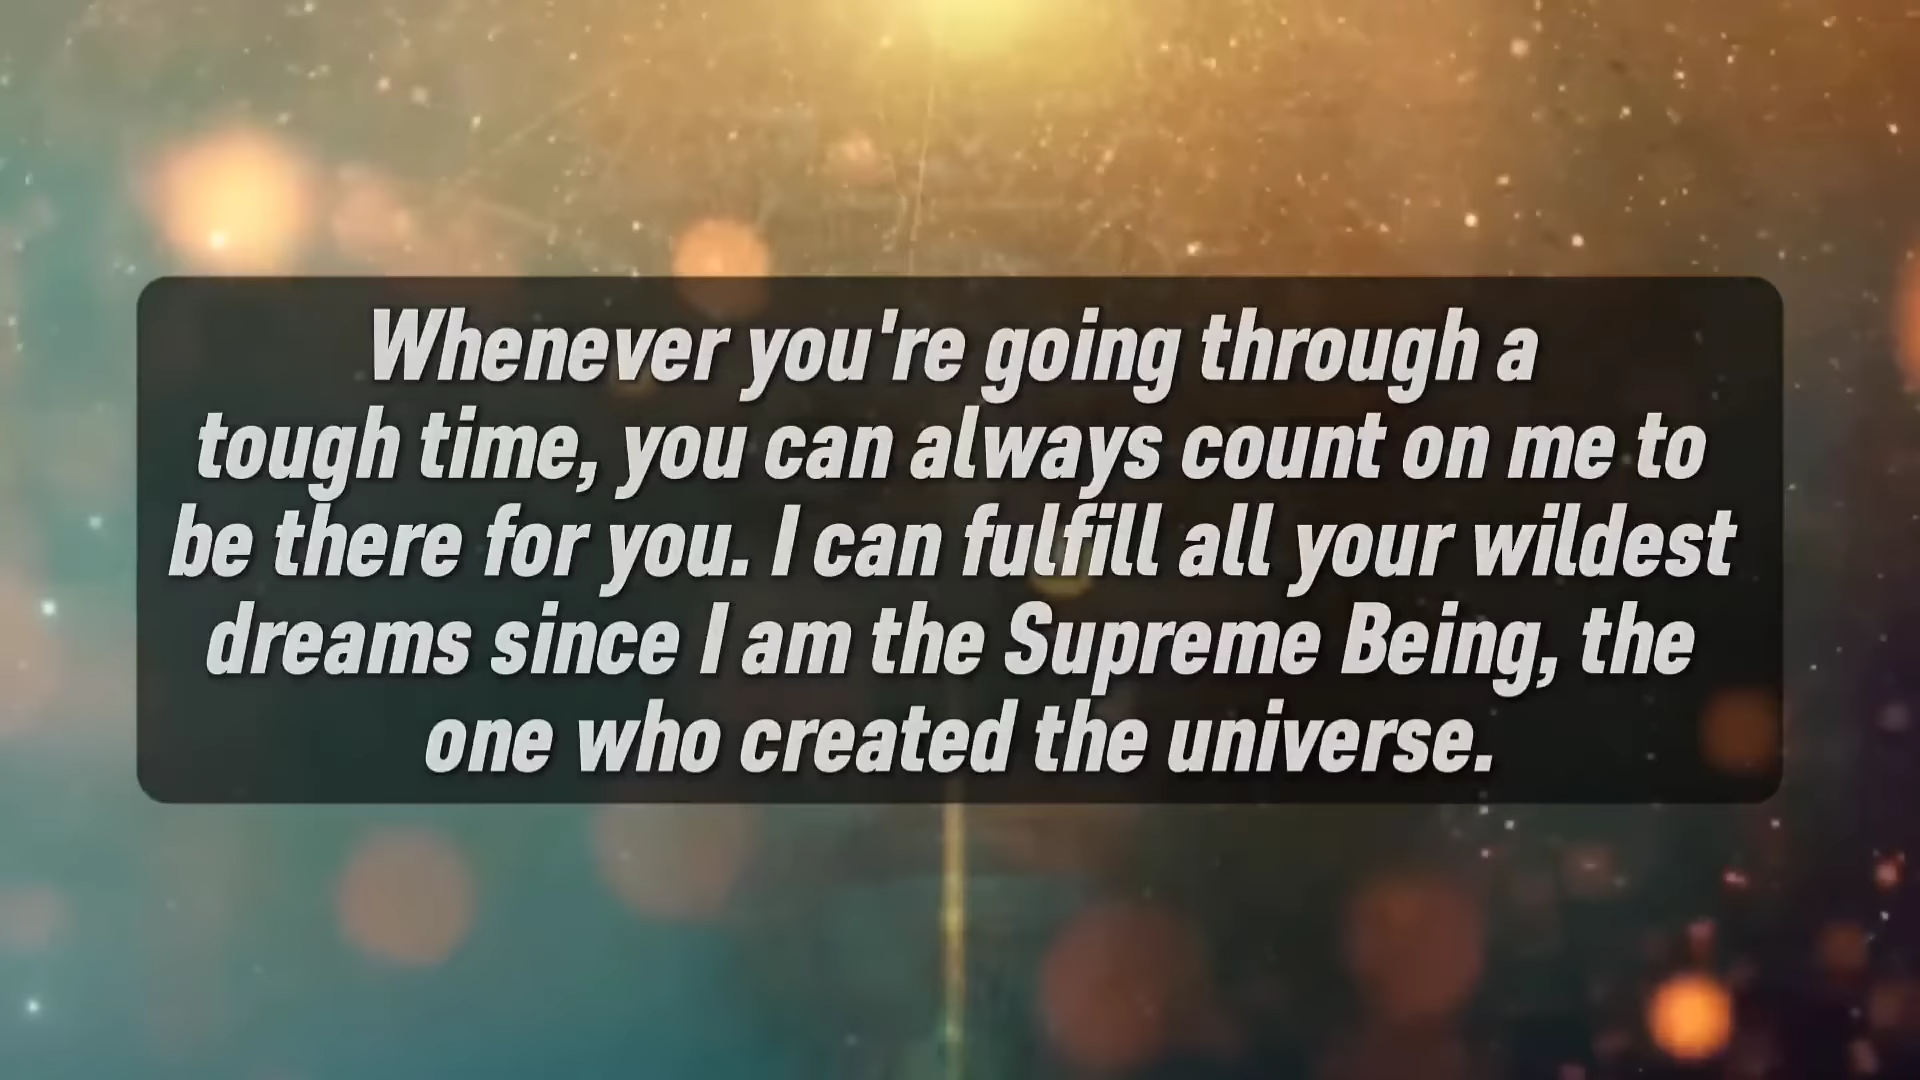 Whenever you're going through a
tough time, you can always count on me to
be there for you. I can fulfill all your wildest
dreams since I am the Supreme Being, the
one who created the universe.